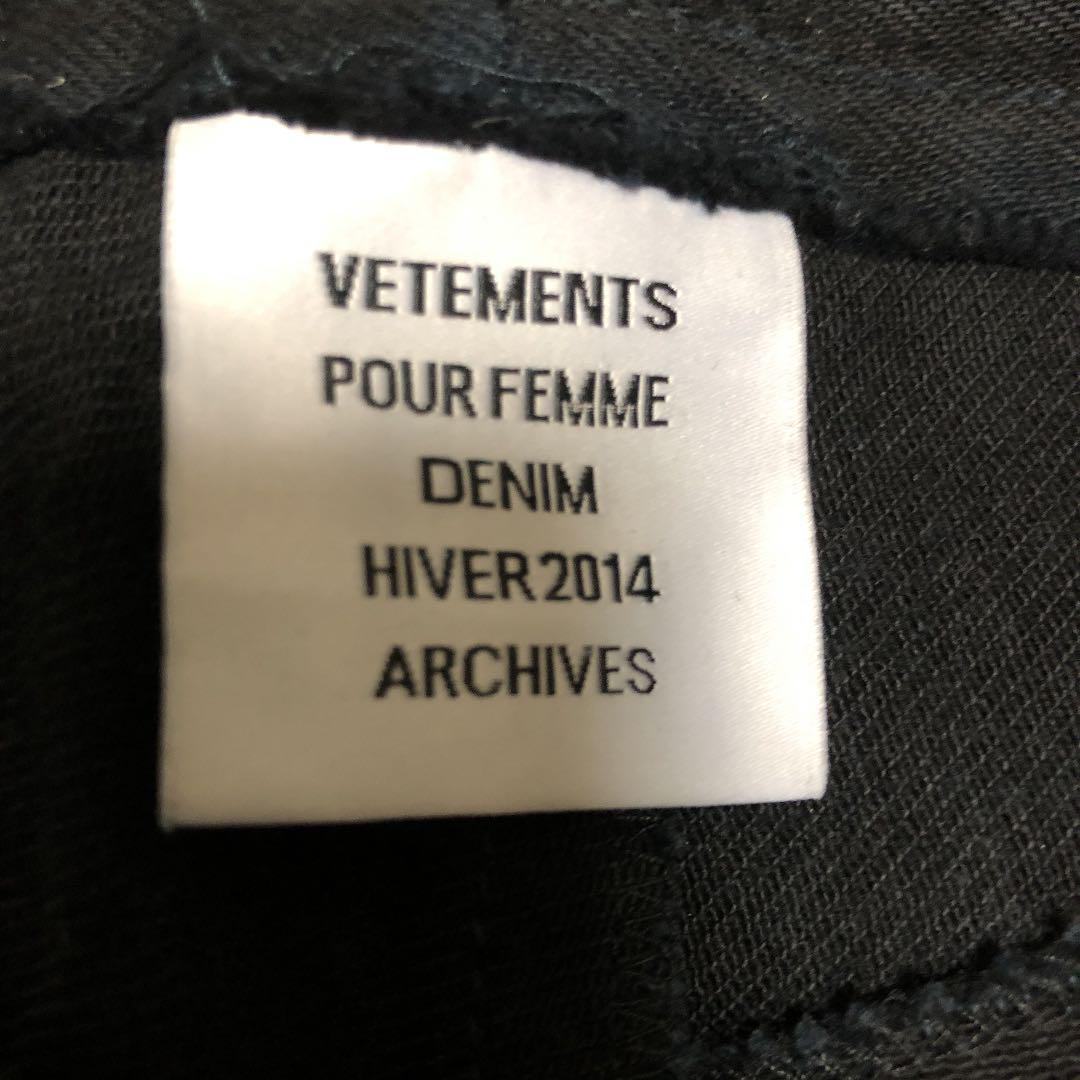 VETEMENTS
POUR FEMME
DENIM
HIVER 2014
ARCHIVES